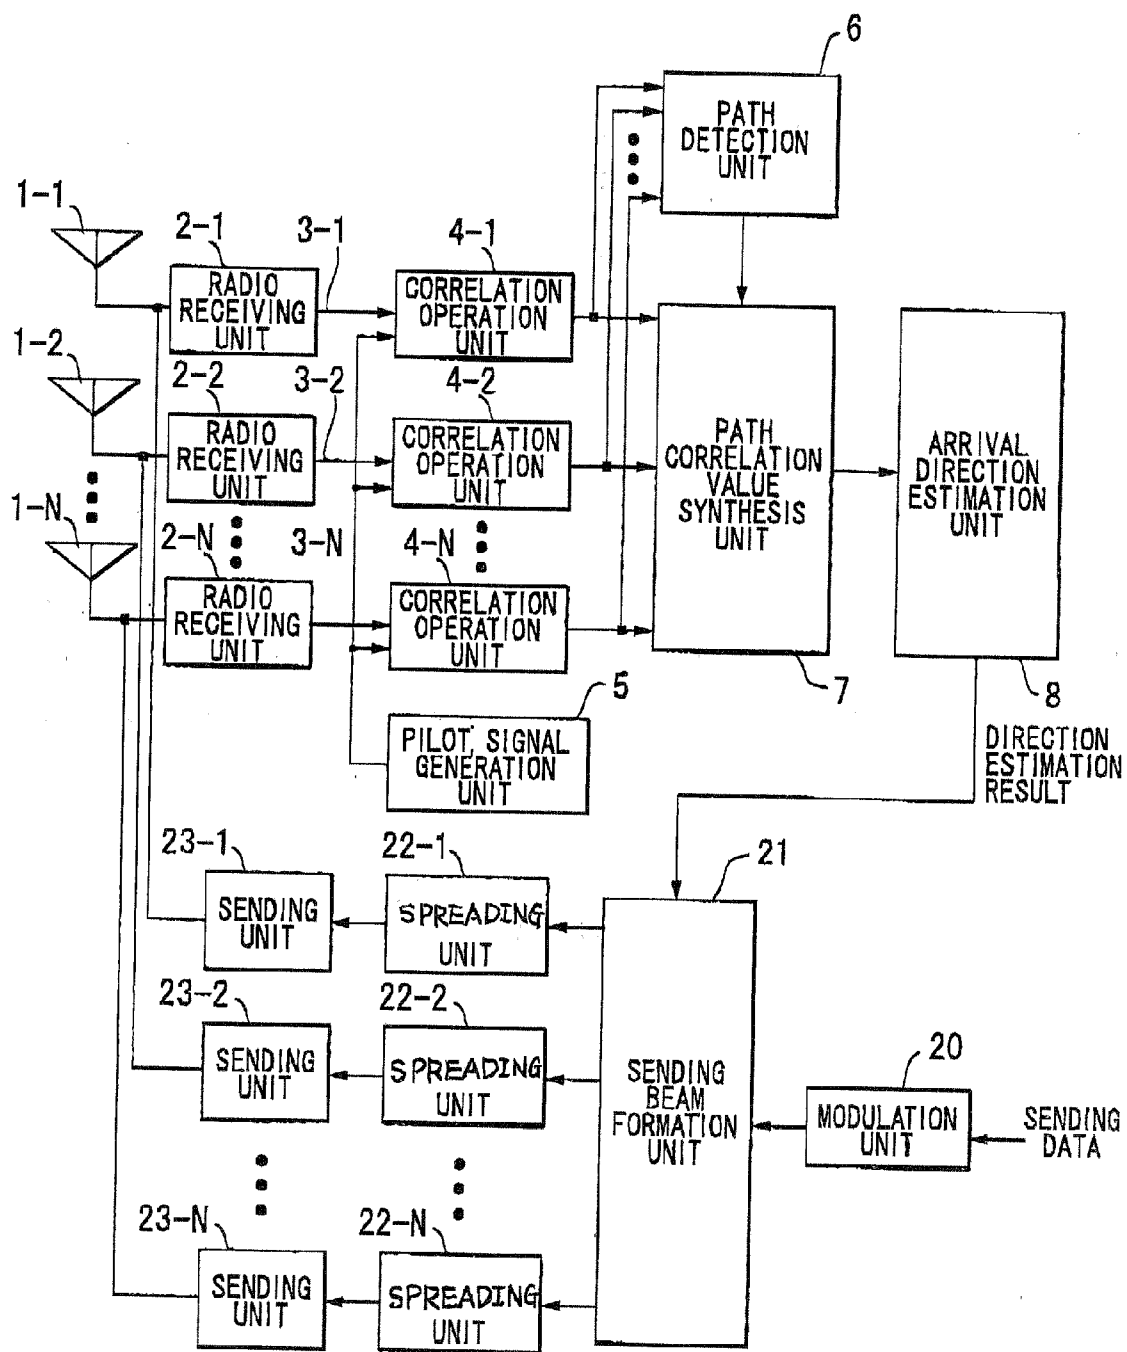 6
PATH
DETECTION
UNIT
1-1
2-1
3-1
4-1
RADIO
RECEIVING
UNIT
CORRELATION
OPERATION
UNIT
1-2
2-2
3-2
4-2
RADIO
RECEIVING
UNIT
CORRELATION
OPERATION
UNIT
PATH
CORRELATION
VALUE
SYNTHESIS
UNIT
ARRIVAL
DIRECTION
ESTIMATION
UNIT
1-N
2-N
3-N
4-N
RADIO
RECEIVING
UNIT
CORRELATION
OPERATION
UNIT
7
8
5
PILOT SIGNAL
GENERATION
UNIT
DIRECTION
ESTIMATION
RESULT
23-1
22-1
21
SENDING
UNIT
SPREADING
UNIT
23-2
22-2
SENDING
UNIT
SPREADING
UNIT
SENDING
BEAM
FORMATION
UNIT
20
MODULATION
UNIT
SENDING
DATA
23-N
22-N
SENDING
UNIT
SPREADING
UNIT